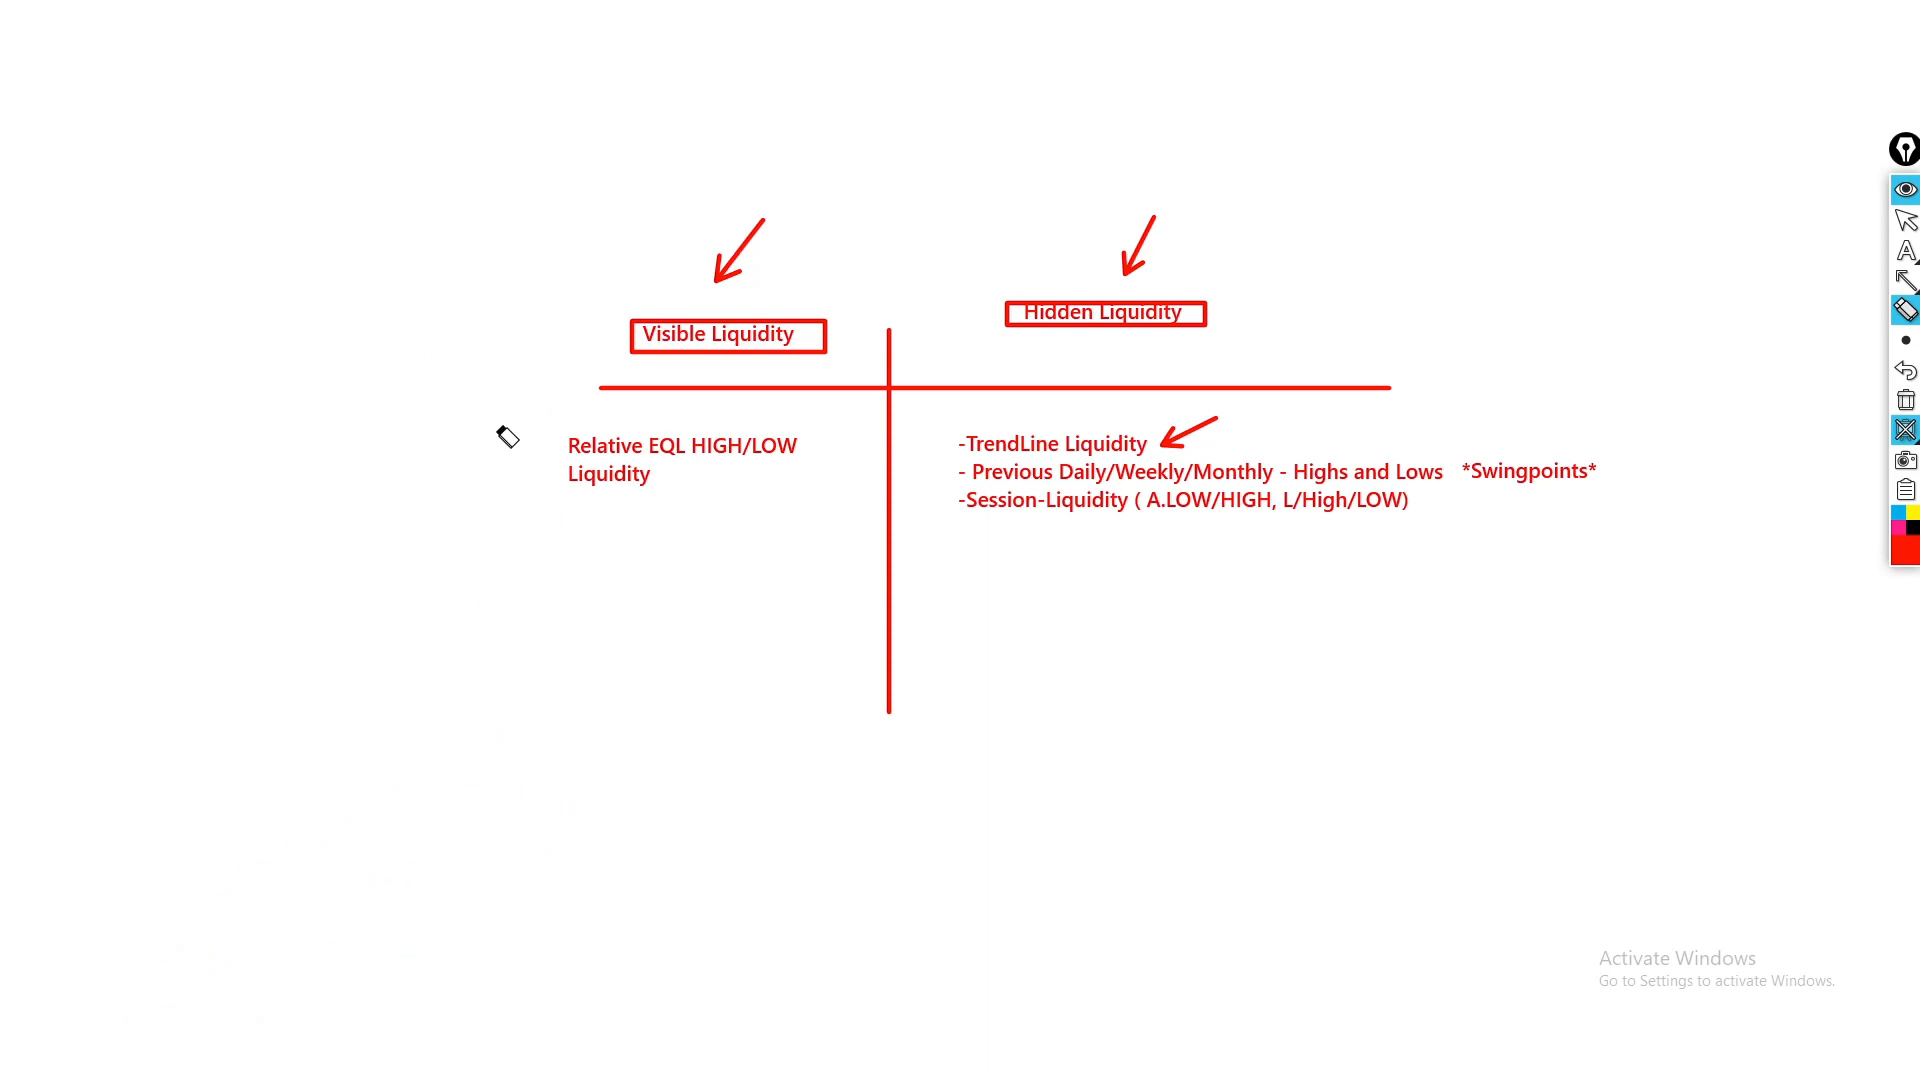 Visible Liquidity
Hidden Liquidity
Relative EQL HIGH/LOW
Liquidity
-TrendLine Liquidity
- Previous Daily/Weekly/Monthly - Highs and Lows *Swingpoints*
-Session-Liquidity ( A.LOW/HIGH, L/High/LOW)
Activate Windows
Go to Settings to activate Windows.